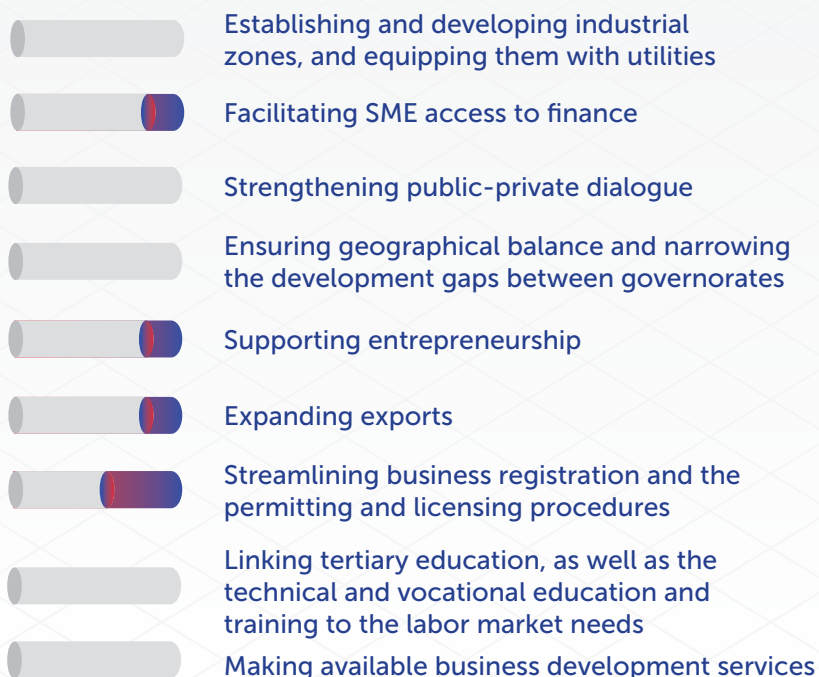 Establishing and developing industrial
zones, and equipping them with utilities
Facilitating SME access to finance
Strengthening public-private dialogue
Ensuring geographical balance and narrowing
the development gaps between governorates
Supporting entrepreneurship
Expanding exports
Streamlining business registration and the
permitting and licensing procedures
Linking tertiary education, as well as the
technical and vocational education and
training to the labor market needs
Making available business development services